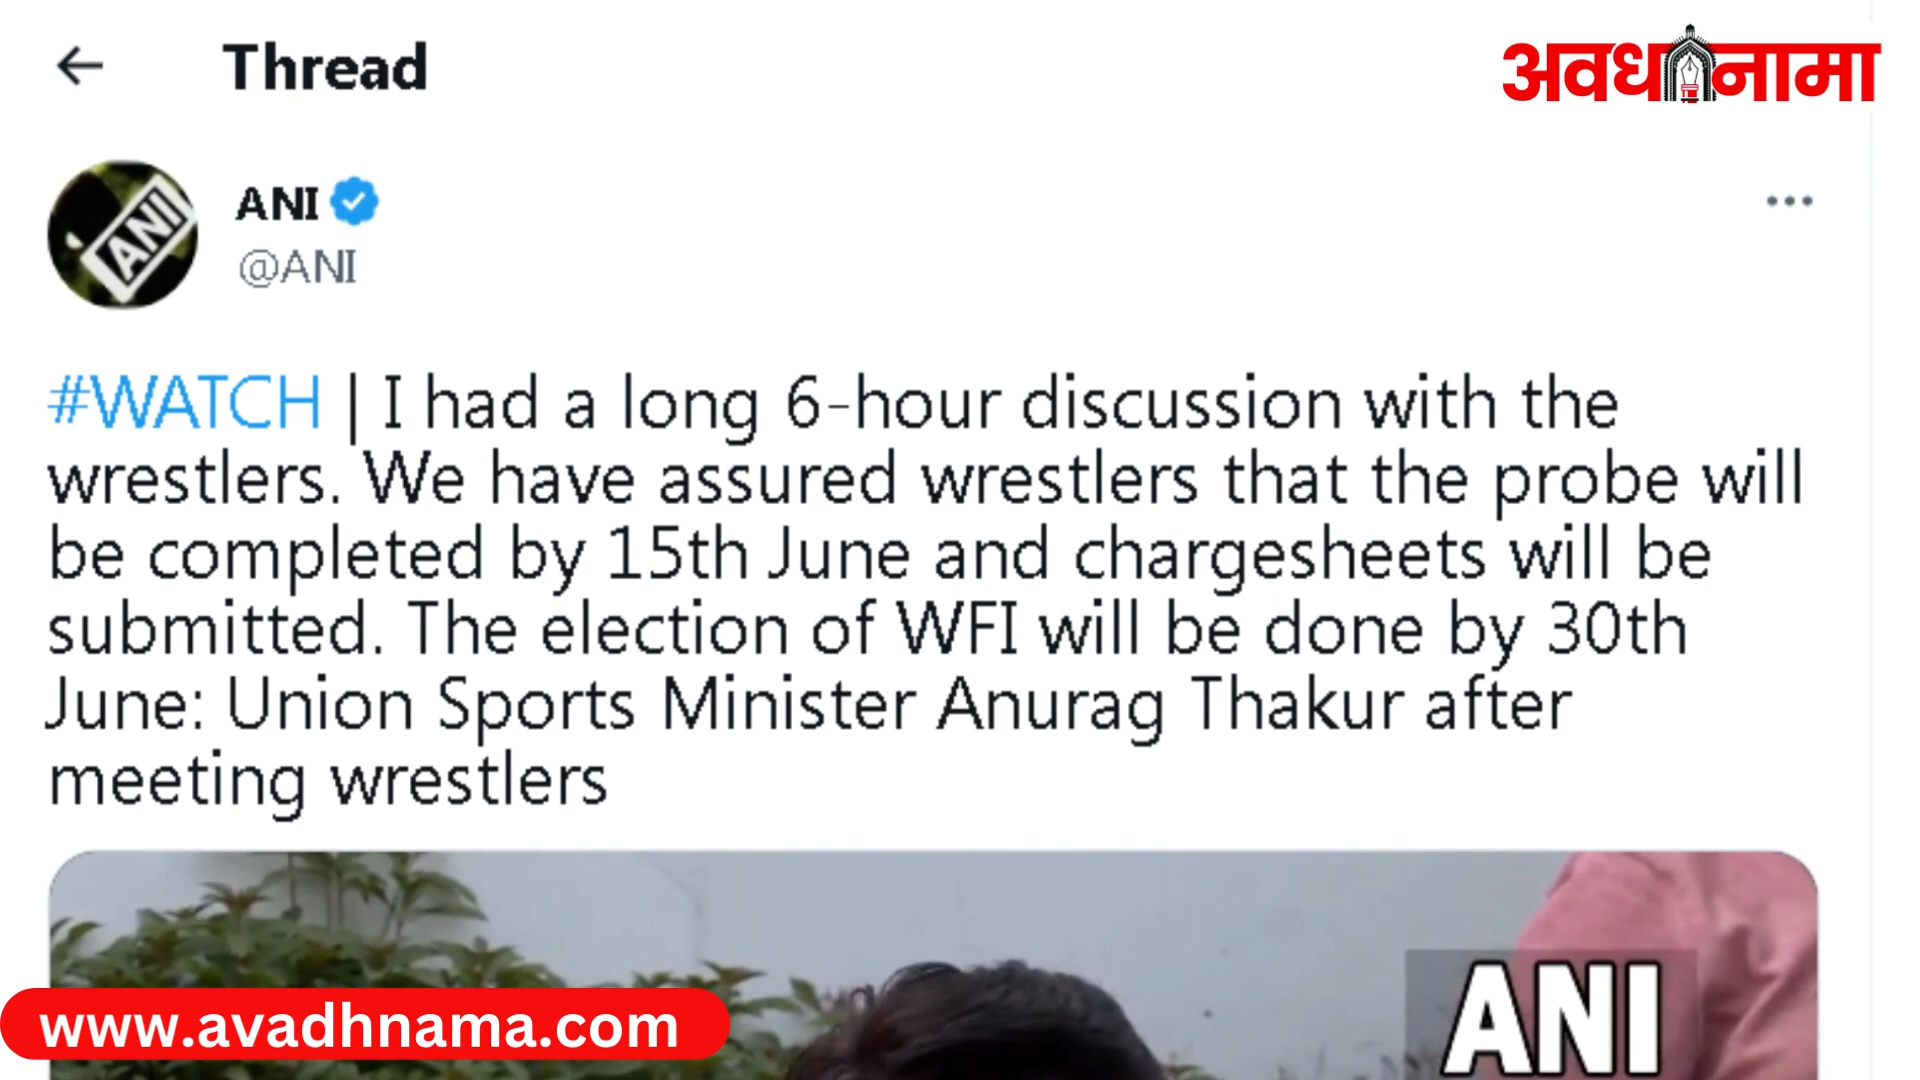 Thread
अवधनामा
ANI
ANI
@ANI
#WATCH | I had a long 6-hour discussion with the
wrestlers. We have assured wrestlers that the probe will
be completed by 15th June and chargesheets will be
submitted. The election of WFI will be done by 30th
June: Union Sports Minister Anurag Thakur after
meeting wrestlers
ANI
www.avadhnama.com